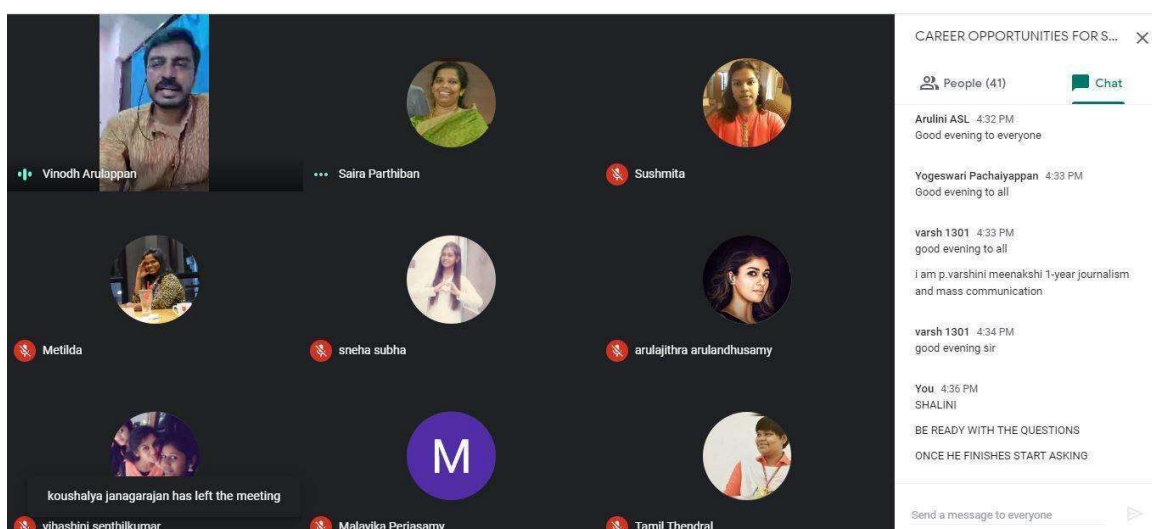 Vinodh Arulappan
Saira Parthiban
Sushmita
Metilda
sneha subha
arulajithra arulandhusamy
M
koushalya janagarajan has left the meeting
vibashini senthilkumar
Malavika Periasamy
Tamil Thendral
CAREER OPPORTUNITIES FOR S...
People (41)
Chat
Arulini ASL 4:32 PM
Good evening to everyone
Yogeswari Pachaiyappan 4:33 PM
Good evening to all
varsh 1301 4:33 PM
good evening to all
i am p.varshini meenakshi 1-year journalism
and mass communication
varsh 1301 4:34 PM
good evening sir
You 4:36 PM
SHALINI
BE READY WITH THE QUESTIONS
ONCE HE FINISHES START ASKING
Send a message to everyone